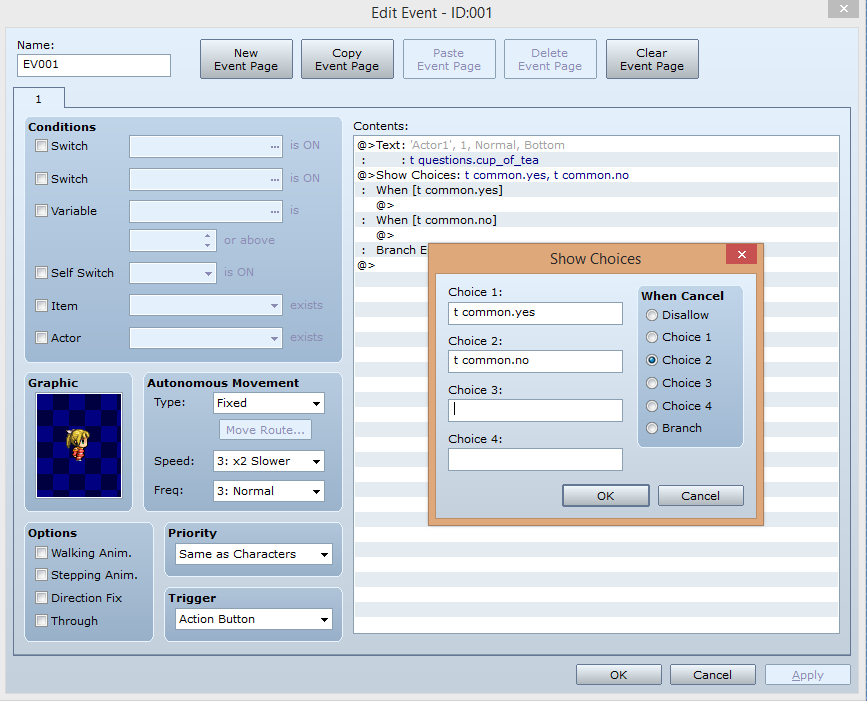 Edit Event - ID:001
Name:
EV001
New
Event Page
Copy
Event Page
Paste
Event Page
Delete
Event Page
Clear
Event Page
1
Conditions
Switch ... is ON
Switch ... is ON
Variable ... is
or above
Self Switch is ON
Item exists
Actor exists
Graphic
Autonomous Movement
Type: Fixed
Move Route...
Speed: 3: x2 Slower
Freq: 3: Normal
Options
Walking Anim.
Stepping Anim.
Direction Fix
Through
Priority
Same as Characters
Trigger
Action Button
Contents:
@>Text: 'Actor1', 1, Normal, Bottom
: : t questions.cup_of_tea
@>Show Choices: t common.yes, t common.no
: When [t common.yes]
@>
: When [t common.no]
@>
: Branch E
@>
Show Choices
Choice 1:
t common.yes
Choice 2:
t common.no
Choice 3:
Choice 4:
When Cancel
Disallow
Choice 1
Choice 2
Choice 3
Choice 4
Branch
OK Cancel
OK Cancel Apply